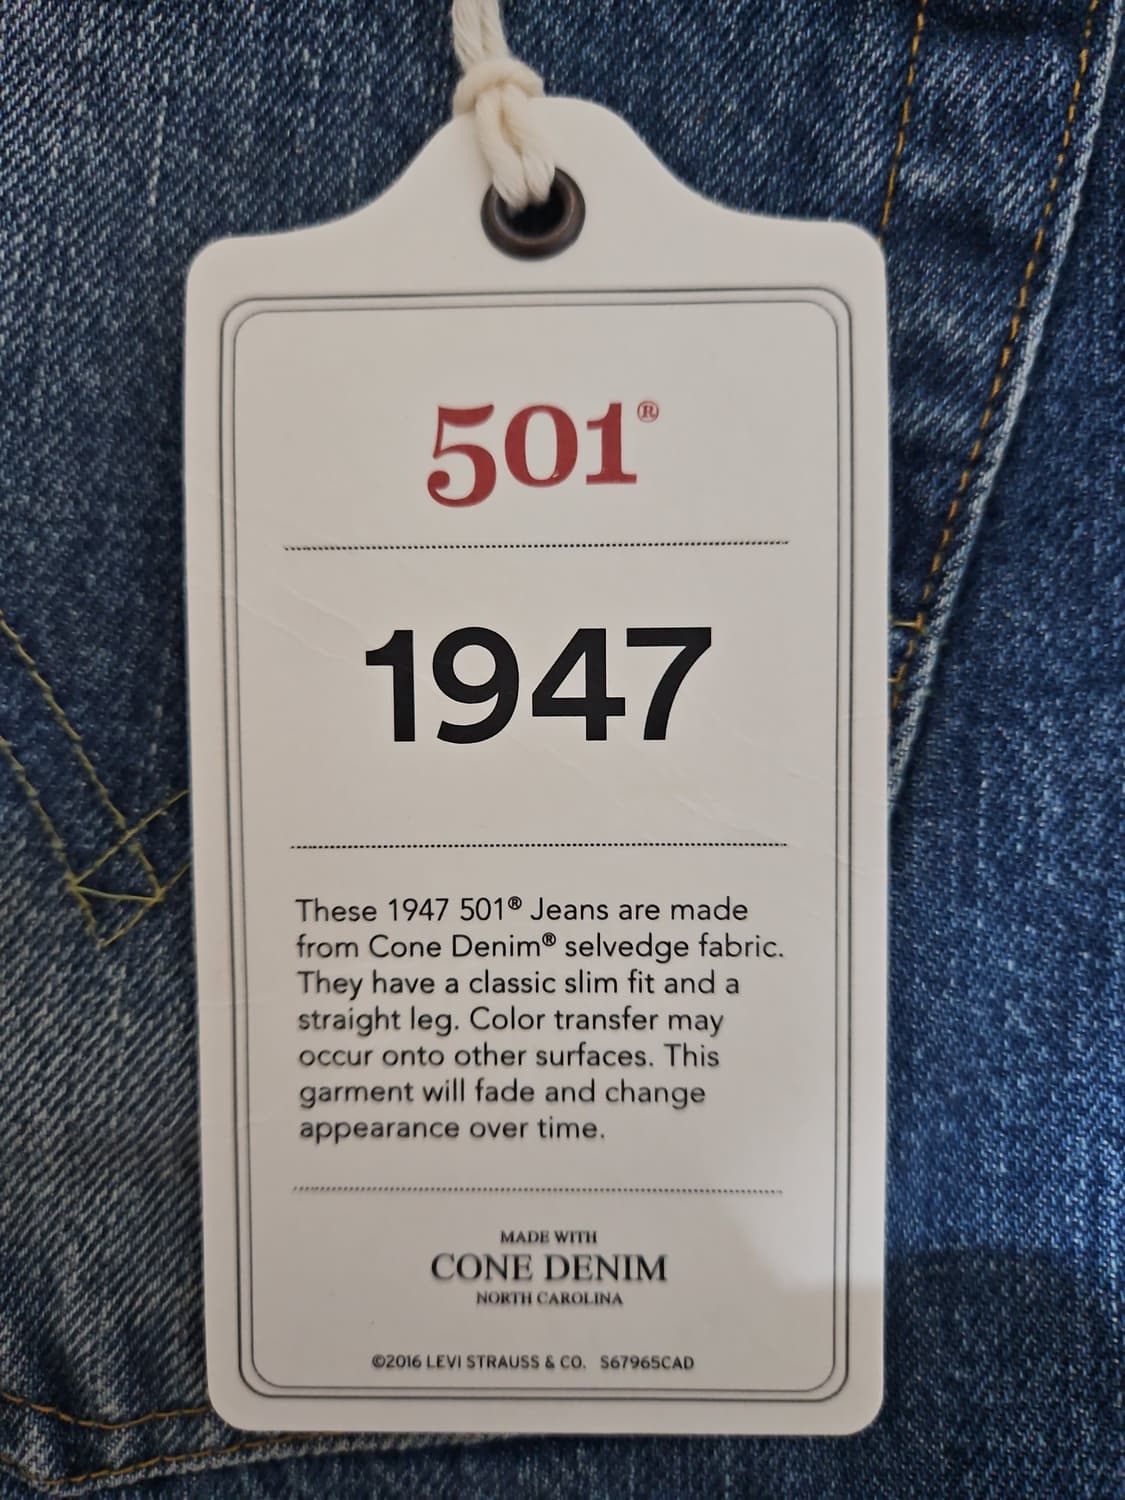 501®
1947
These 1947 501® Jeans are made
from Cone Denim® selvedge fabric.
They have a classic slim fit and a
straight leg. Color transfer may
occur onto other surfaces. This
garment will fade and change
appearance over time.
MADE WITH
CONE DENIM
NORTH CAROLINA
©2016 LEVI STRAUSS & CO. S67965CAD